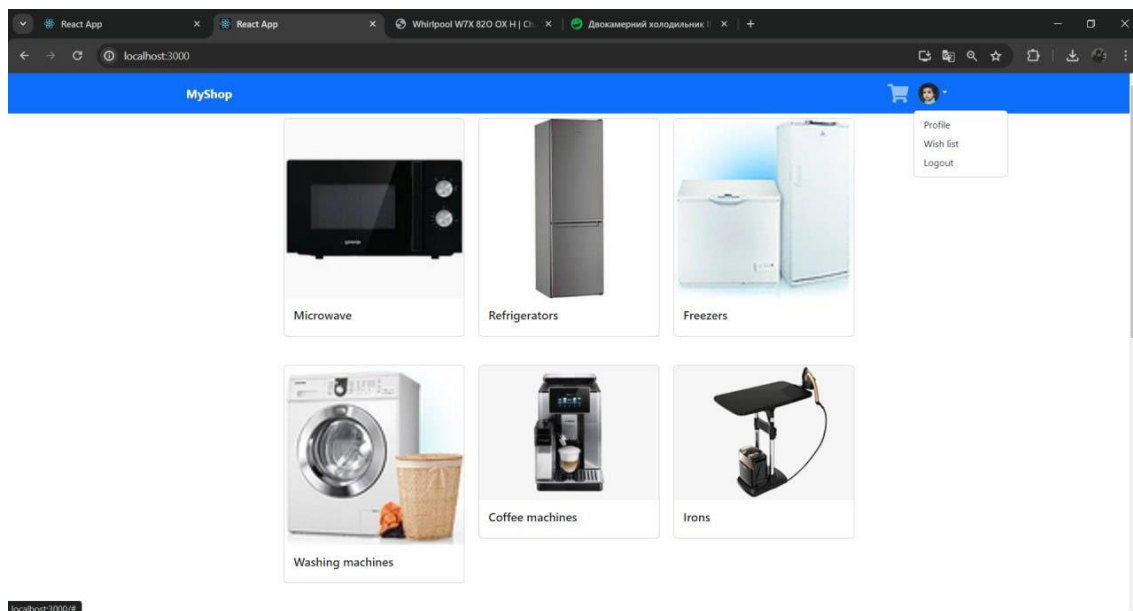 React App
React App
Whirlpool W7X 82O OX H | Ch
Двокамерний холодильник
localhost:3000
MyShop
Profile
Wish list
Logout
gorenje
Microwave
Refrigerators
Freezers
Washing machines
Coffee machines
Irons
localhost:3000/#